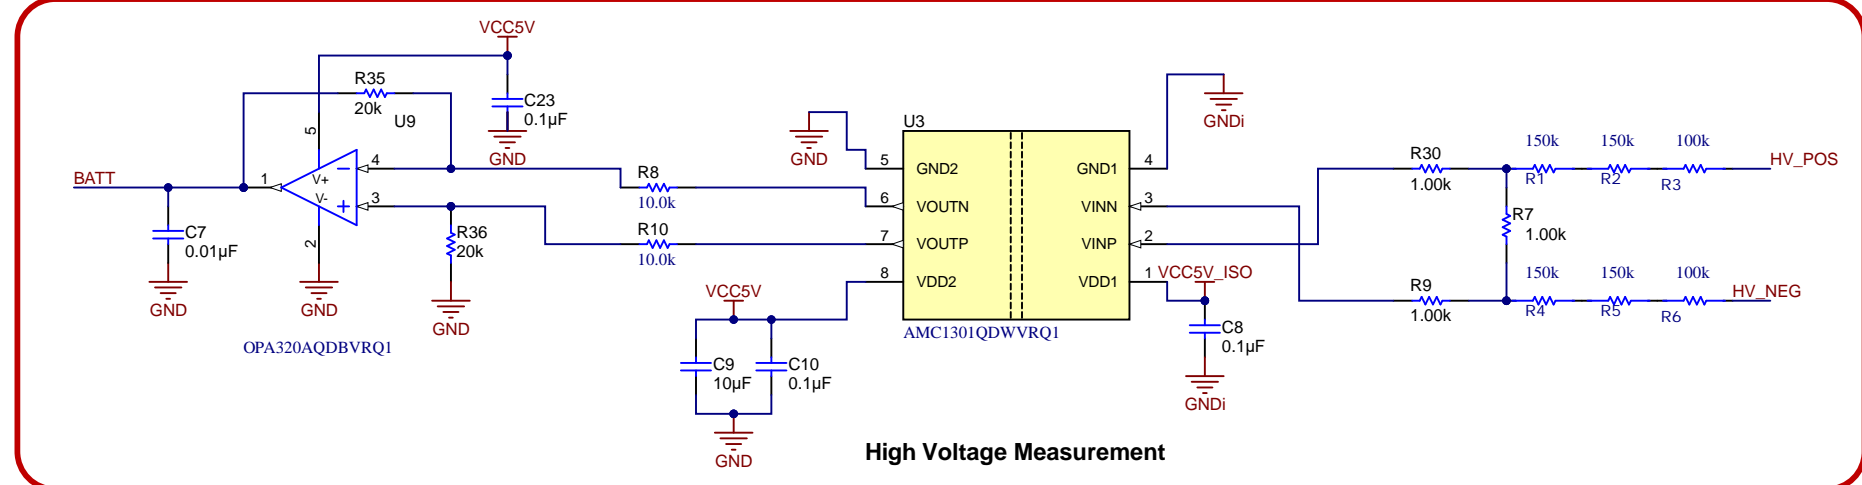 VCC5V
R35
20k
U9
C23
0.1µF
GND
5
4
1
3
2
V+
V-
BATT
C7
0.01µF
GND
GND
OPA320AQDBVRQ1
R36
20k
GND
R8
10.0k
R10
10.0k
GND
U3
5
GND2
GND1
4
6
VOUTN
VINN
3
7
VOUTP
VINP
2
8
VDD2
VDD1
1
AMC1301QDWVRQ1
VCC5V
C9
10µF
C10
0.1µF
GND
GNDi
VCC5V_ISO
C8
0.1µF
GNDi
R30
1.00k
150k
150k
100k
HV_POS
R1
R2
R3
R7
1.00k
R9
1.00k
150k
150k
100k
HV_NEG
R4
R5
R6
High Voltage Measurement